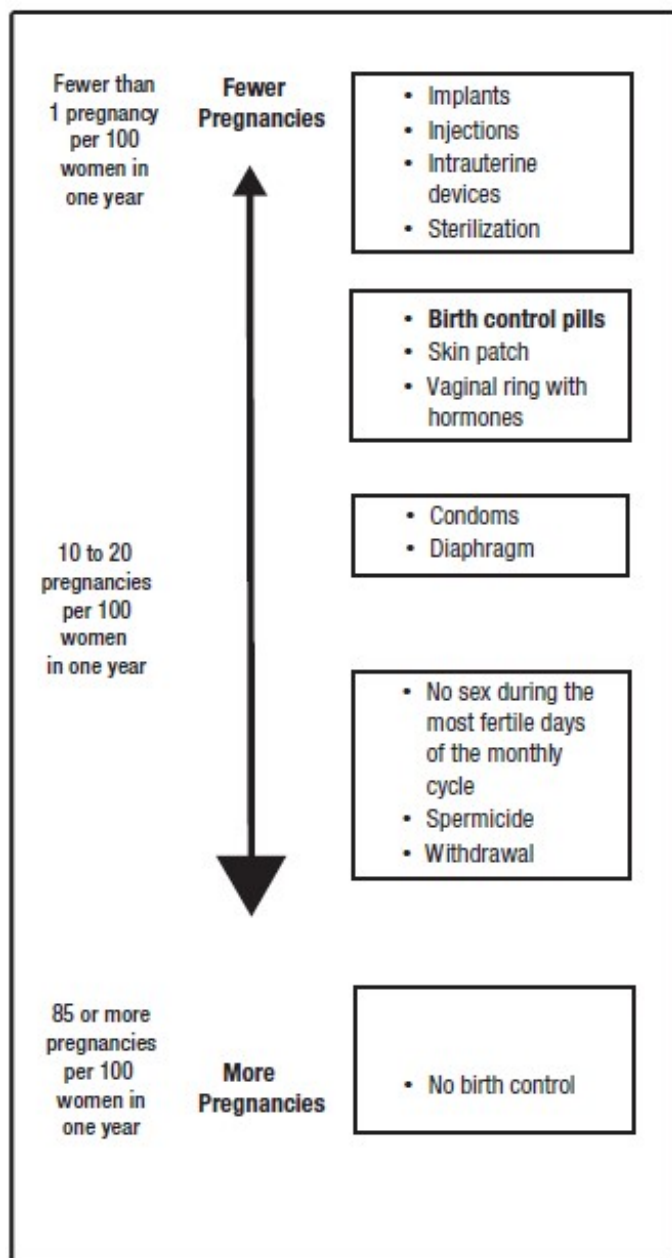 Fewer than
1 pregnancy
per 100
women in
one year
Fewer
Pregnancies
• Implants
• Injections
• Intrauterine
devices
• Sterilization
• Birth control pills
• Skin patch
• Vaginal ring with
hormones
10 to 20
pregnancies
per 100
women
in one year
• Condoms
• Diaphragm
• No sex during the
most fertile days
of the monthly
cycle
• Spermicide
• Withdrawal
85 or more
pregnancies
per 100
women in
one year
More
Pregnancies
• No birth control